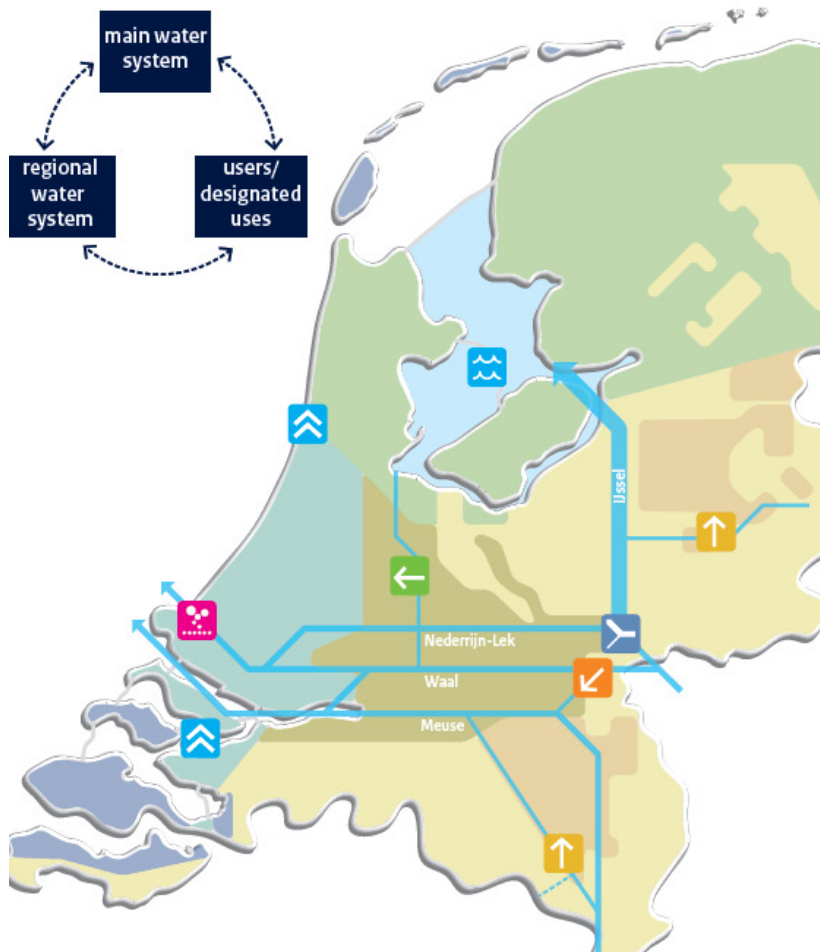 main water
system
regional
water
system
users/
designated
uses
IJssel
Nederrijn-Lek
Waal
Meuse